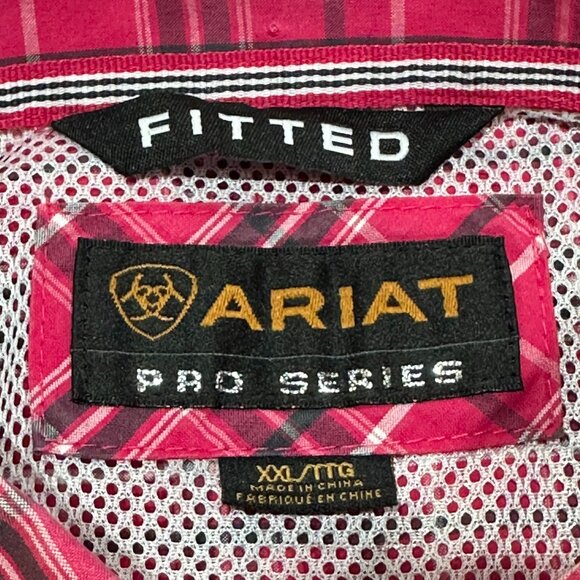 FITTED
ARIAT
PRO SERIES
XXL/TTG
MADE IN CHINA
FABRIQUÉ EN CHINE